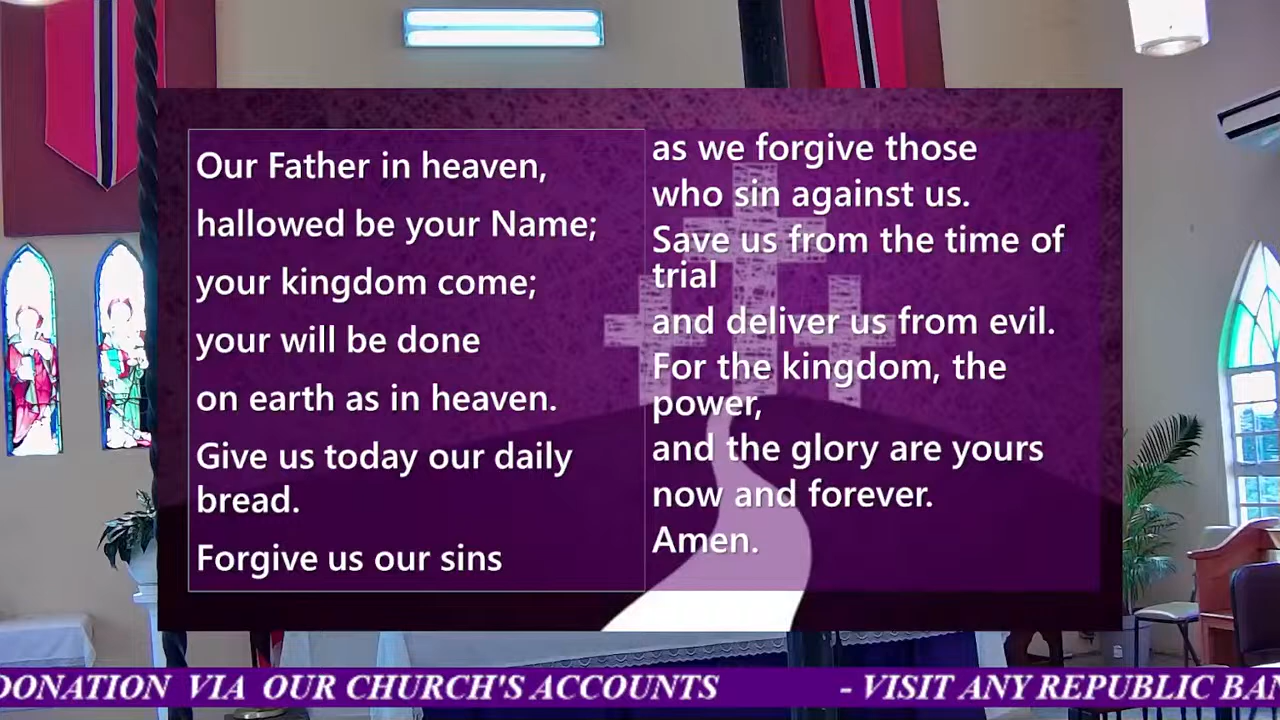 Our Father in heaven,
hallowed be your Name;
your kingdom come;
your will be done
on earth as in heaven.
Give us today our daily
bread.
Forgive us our sins
as we forgive those
who sin against us.
Save us from the time of
trial
and deliver us from evil.
For the kingdom, the
power,
and the glory are yours
now and forever.
Amen.
DONATION VIA OUR CHURCH'S ACCOUNTS - VISIT ANY REPUBLIC